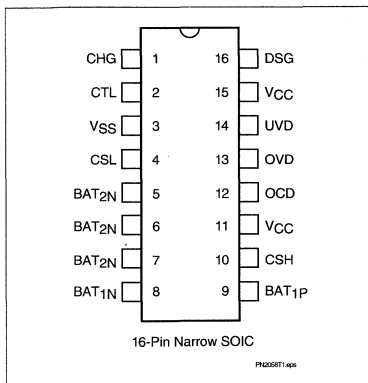 CHG 1 16 DSG
CTL 2 15 VCC
VSS 3 14 UVD
CSL 4 13 OVD
BAT2N 5 12 OCD
BAT2N 6 11 VCC
BAT2N 7 10 CSH
BAT1N 8 9 BAT1P
16-Pin Narrow SOIC
PN2058T1.eps